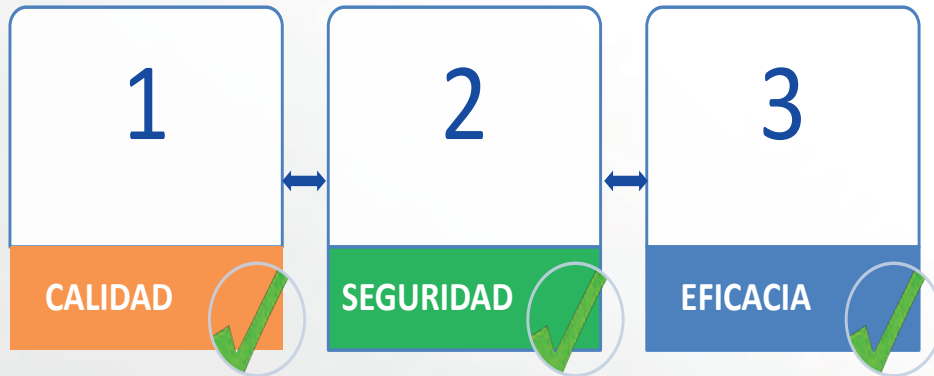 1
2
3
CALIDAD
SEGURIDAD
EFICACIA